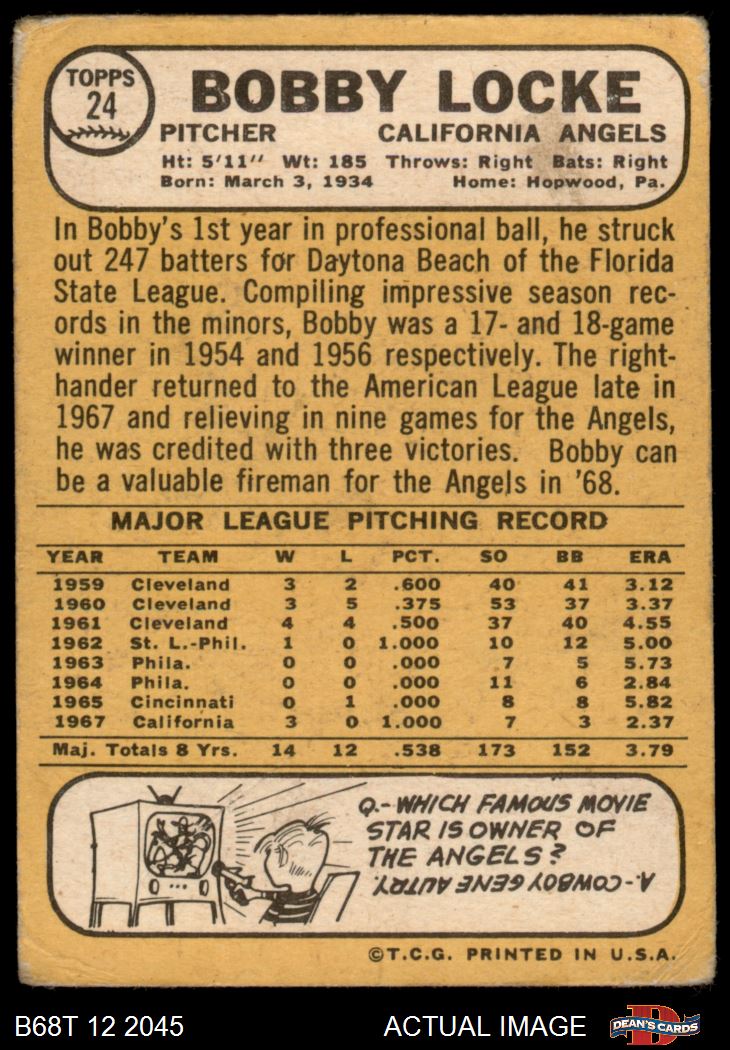 TOPPS
24
BOBBY LOCKE
PITCHER CALIFORNIA ANGELS
Ht: 5'11" Wt: 185 Throws: Right Bats: Right
Born: March 3, 1934 Home: Hopwood, Pa.
In Bobby's 1st year in professional ball, he struck
out 247 batters for Daytona Beach of the Florida
State League. Compiling impressive season rec-
ords in the minors, Bobby was a 17- and 18-game
winner in 1954 and 1956 respectively. The right-
hander returned to the American League late in
1967 and relieving in nine games for the Angels,
he was credited with three victories. Bobby can
be a valuable fireman for the Angels in '68.
MAJOR LEAGUE PITCHING RECORD
YEAR TEAM W L PCT. SO BB ERA
1959 Cleveland 3 2 .600 40 41 3.12
1960 Cleveland 3 5 .375 53 37 3.37
1961 Cleveland 4 4 .500 37 40 4.55
1962 St. L.-Phil. 1 0 1.000 10 12 5.00
1963 Phila. 0 0 .000 7 5 5.73
1964 Phila. 0 0 .000 11 6 2.84
1965 Cincinnati 0 1 .000 8 8 5.82
1967 California 3 0 1.000 7 3 2.37
Maj. Totals 8 Yrs. 14 12 .538 173 152 3.79
Q.- WHICH FAMOUS MOVIE
STAR IS OWNER OF
THE ANGELS?
A.- COWBOY GENE AUTRY.
©T.C.G. PRINTED IN U.S.A.
B68T 12 2045 ACTUAL IMAGE D DEAN'S CARDS